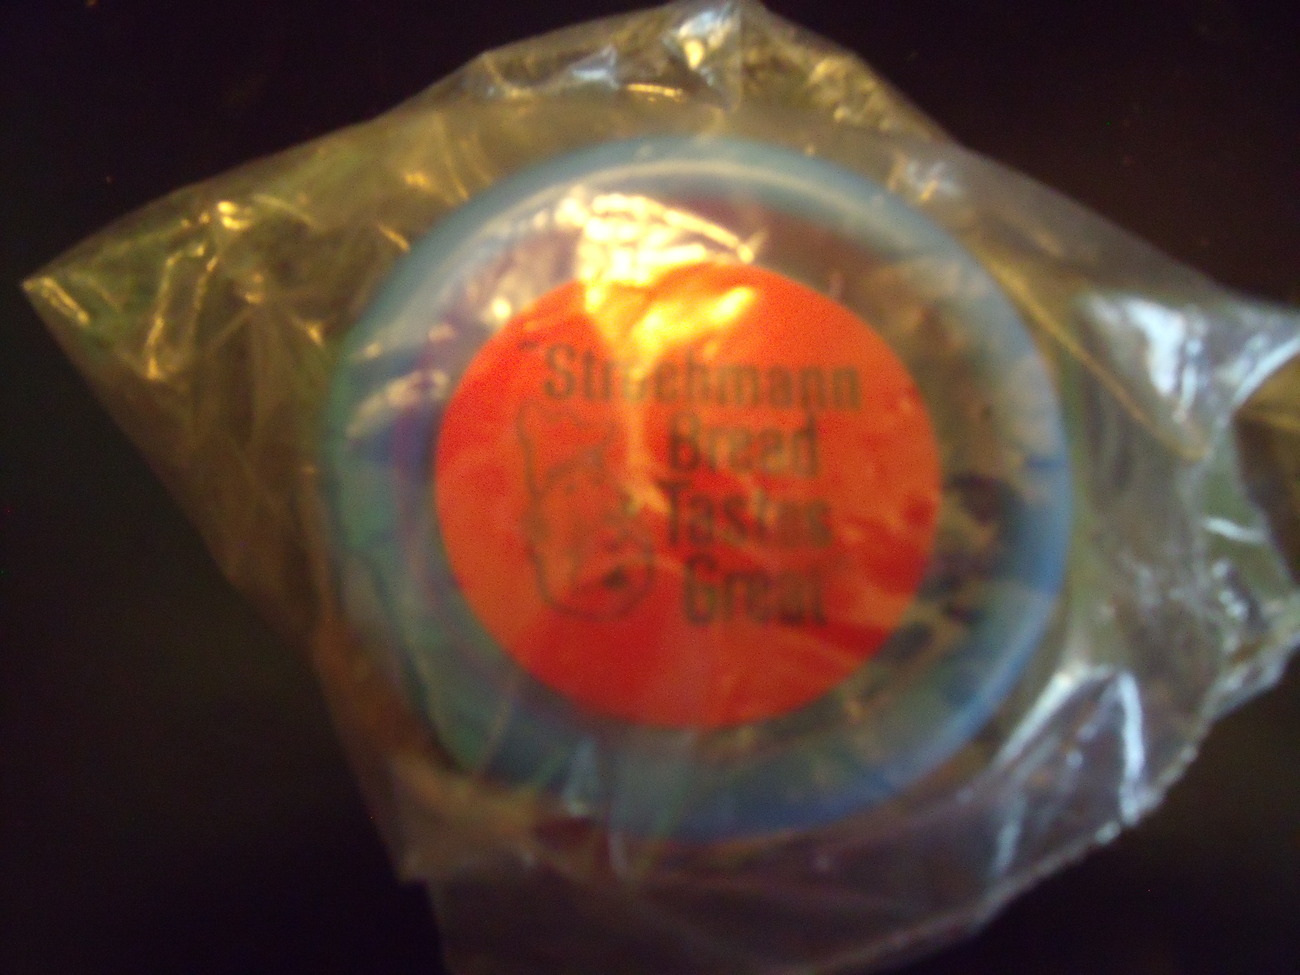 "Stroehmann
Bread
Tastes
Great"